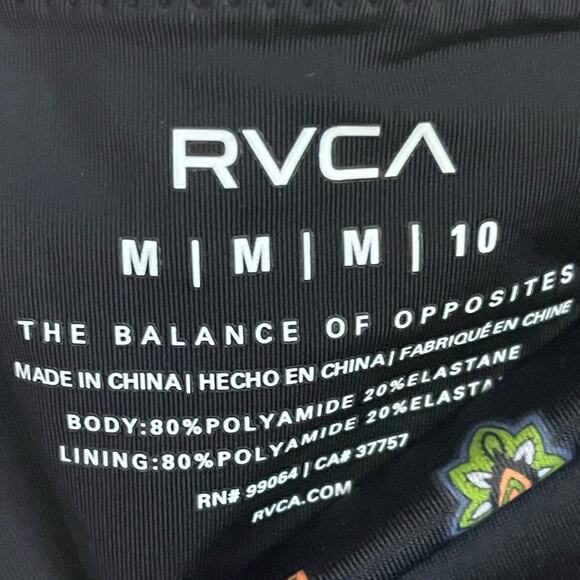 RVCA
M | M | M | 10
THE BALANCE OF OPPOSITES
MADE IN CHINA | HECHO EN CHINA | FABRIQUÉ EN CHINE
BODY:80%POLYAMIDE 20%ELASTANE
LINING:80%POLYAMIDE 20%ELASTA
RN# 99064 | CA# 37757
RVCA.COM